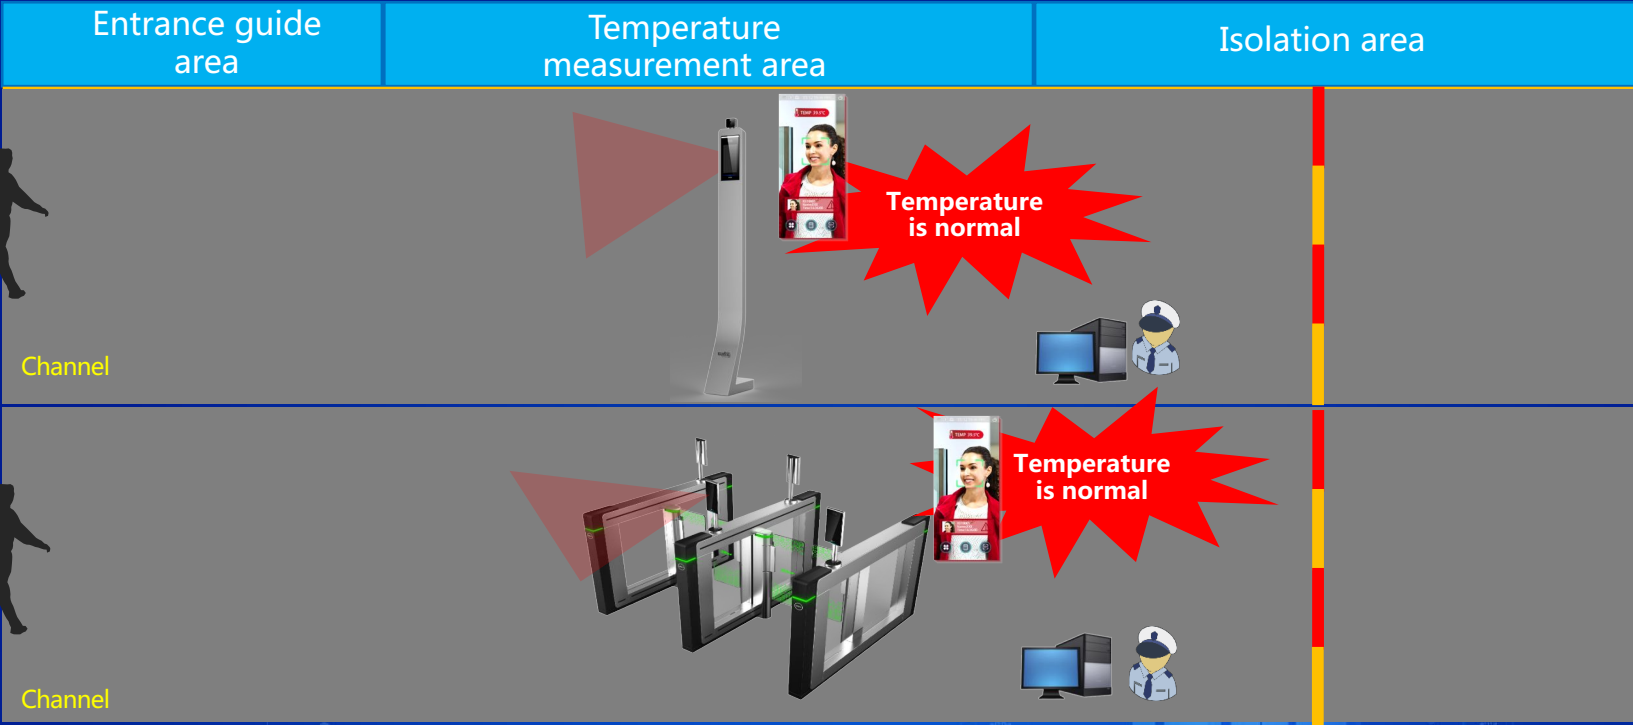 Entrance guide
area
Temperature
measurement area
Isolation area
Temperature
is normal
Channel
Temperature
is normal
Channel